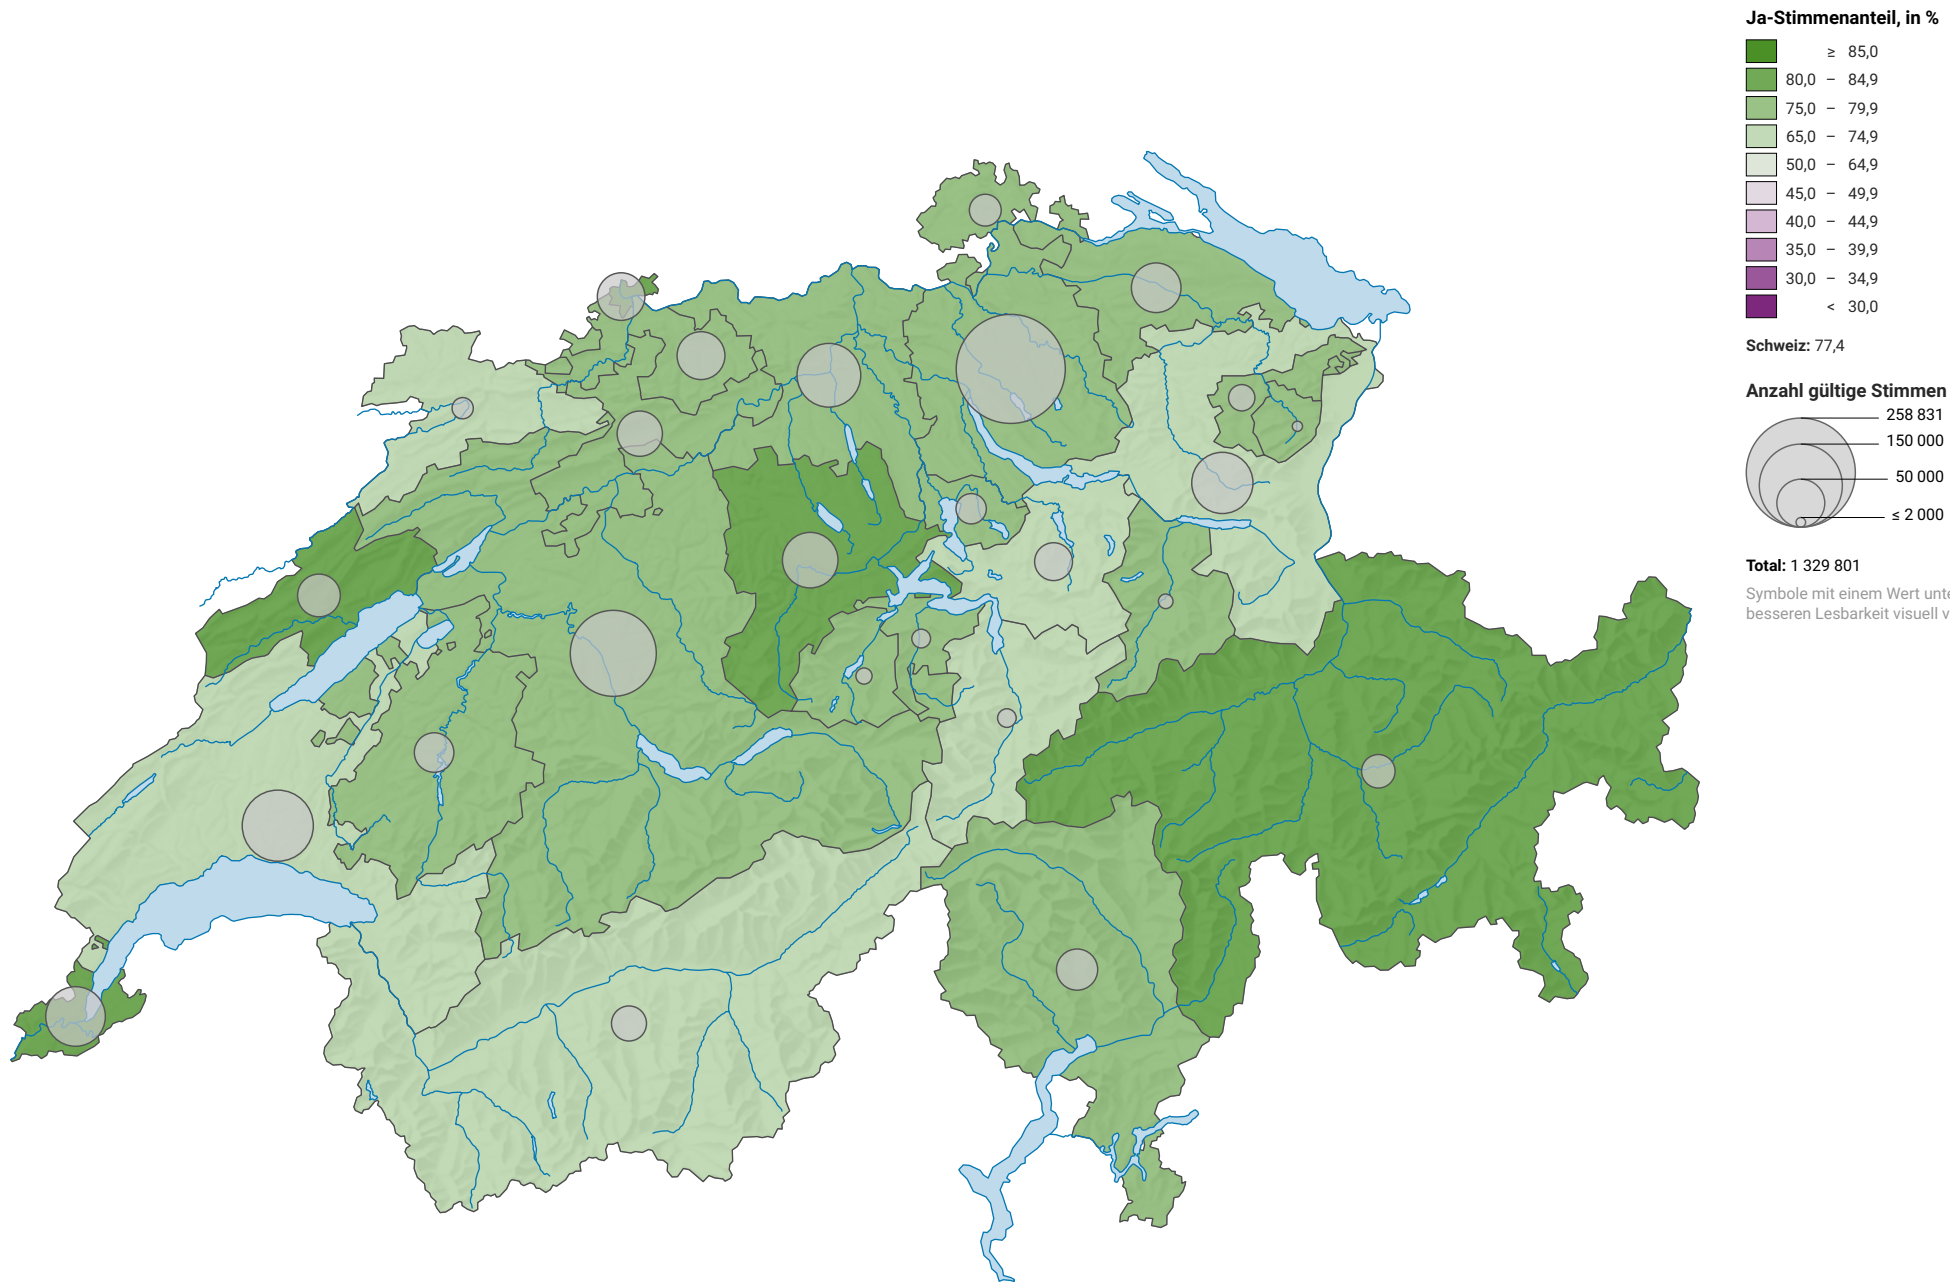 Ja-Stimmenanteil, in %
≥ 85,0
80,0 – 84,9
75,0 – 79,9
65,0 – 74,9
50,0 – 64,9
45,0 – 49,9
40,0 – 44,9
35,0 – 39,9
30,0 – 34,9
< 30,0
Schweiz: 77,4
Anzahl gültige Stimmen
258 831
150 000
50 000
≤ 2 000
Total: 1 329 801
Symbole mit einem Wert unte
besseren Lesbarkeit visuell v